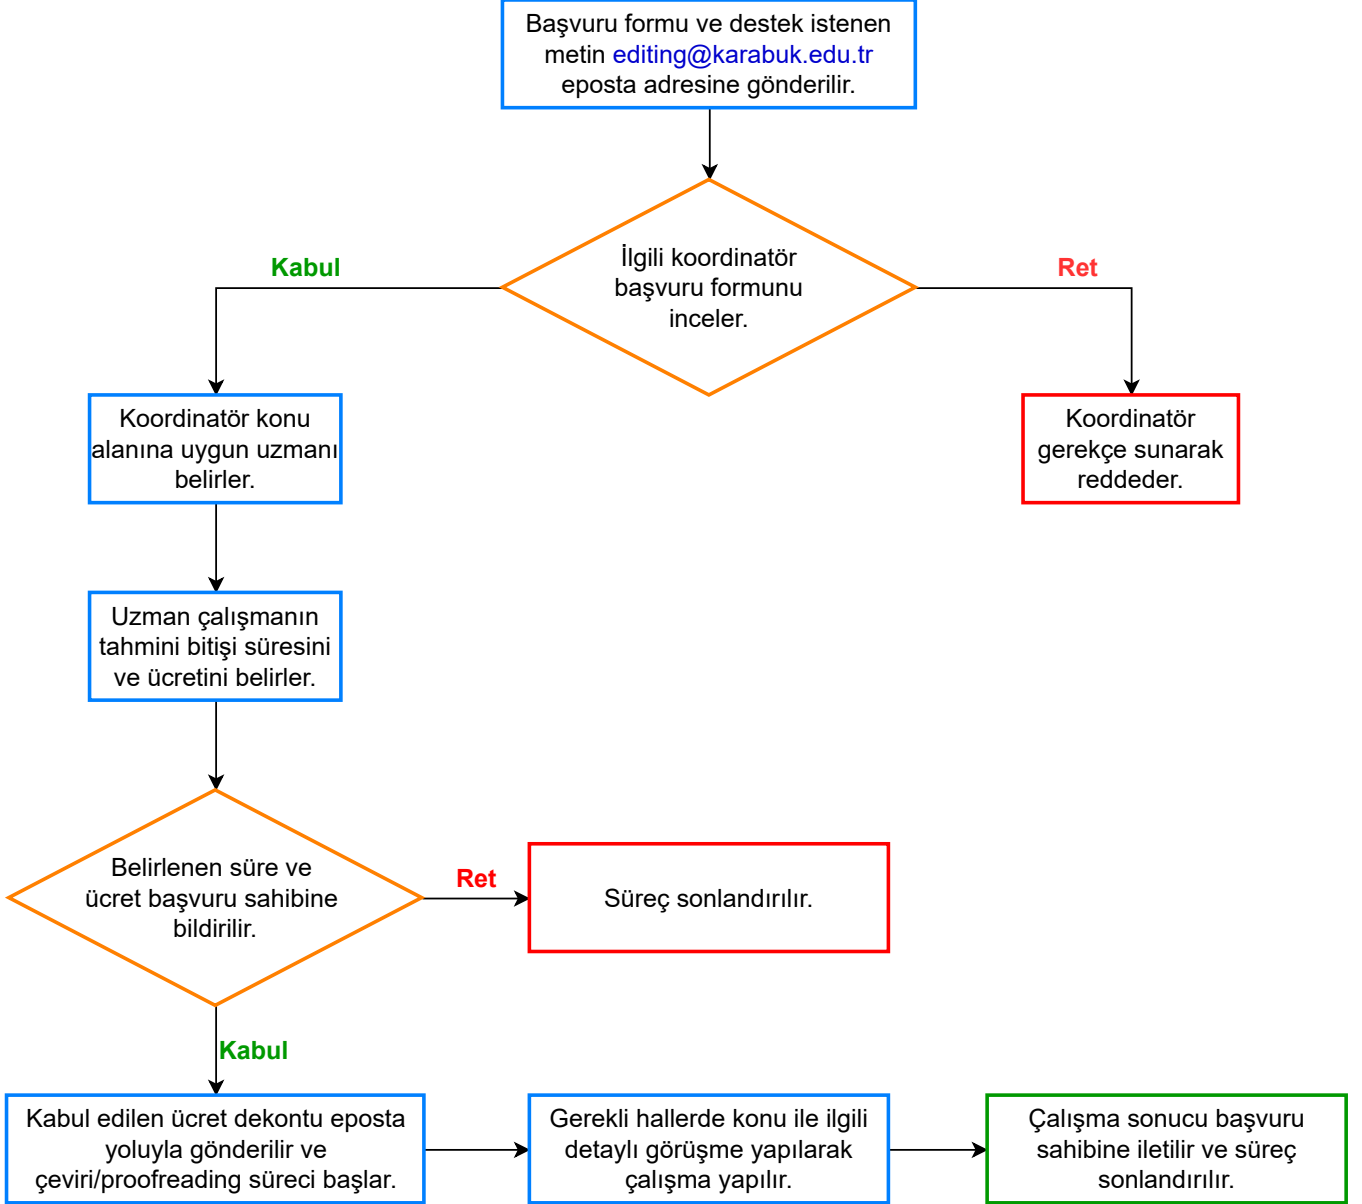 Başvuru formu ve destek istenen
metin editing@karabuk.edu.tr
eposta adresine gönderilir.
İlgili koordinatör
başvuru formunu
inceler.
Kabul
Ret
Koordinatör konu
alanına uygun uzmanı
belirler.
Koordinatör
gerekçe sunarak
reddeder.
Uzman çalışmanın
tahmini bitişi süresini
ve ücretini belirler.
Belirlenen süre ve
ücret başvuru sahibine
bildirilir.
Ret
Süreç sonlandırılır.
Kabul
Kabul edilen ücret dekontu eposta
yoluyla gönderilir ve
çeviri/proofreading süreci başlar.
Gerekli hallerde konu ile ilgili
detaylı görüşme yapılarak
çalışma yapılır.
Çalışma sonucu başvuru
sahibine iletilir ve süreç
sonlandırılır.